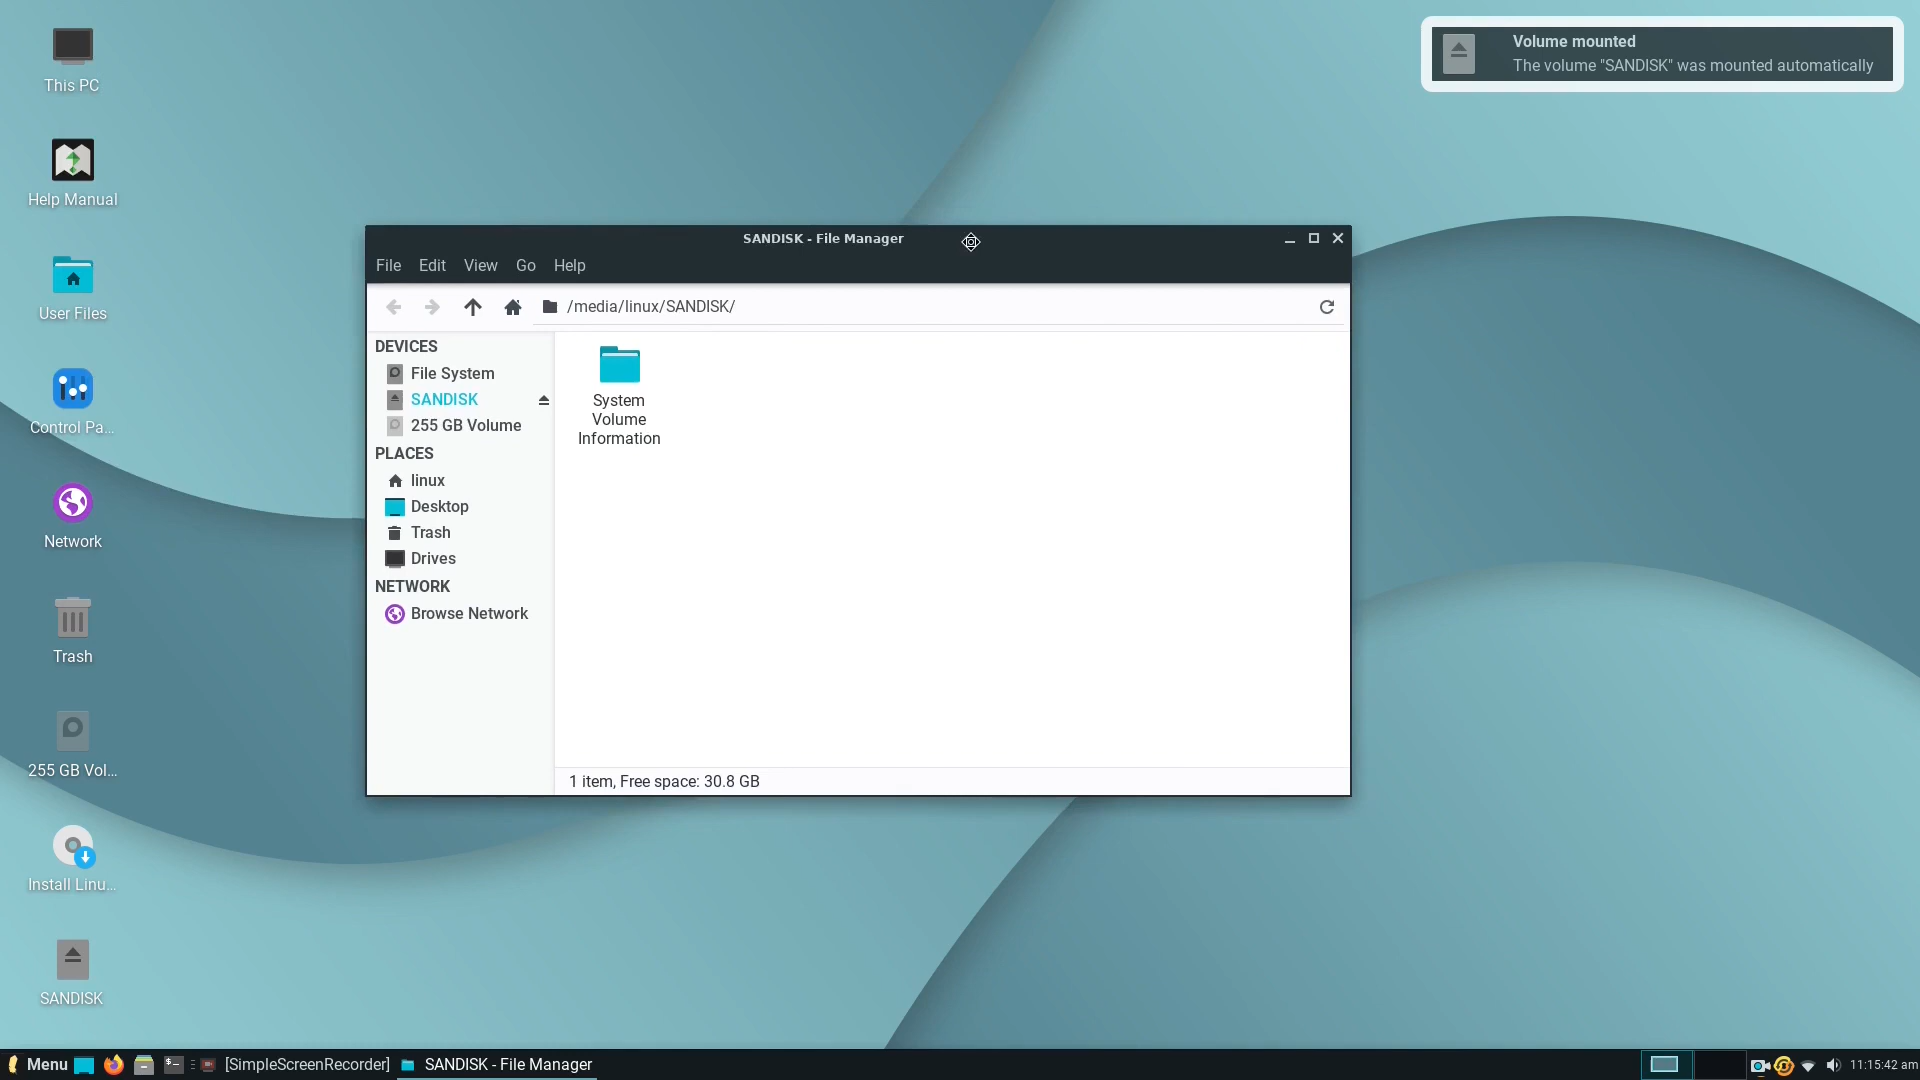 This PC
Help Manual
User Files
Control Pa...
Network
Trash
255 GB Vol...
Install Linu...
SANDISK
Volume mounted
The volume "SANDISK" was mounted automatically
SANDISK - File Manager
File Edit View Go Help
/media/linux/SANDISK/
DEVICES
File System
SANDISK
255 GB Volume
PLACES
linux
Desktop
Trash
Drives
NETWORK
Browse Network
System
Volume
Information
1 item, Free space: 30.8 GB
Menu [SimpleScreenRecorder] SANDISK - File Manager 11:15:42 am